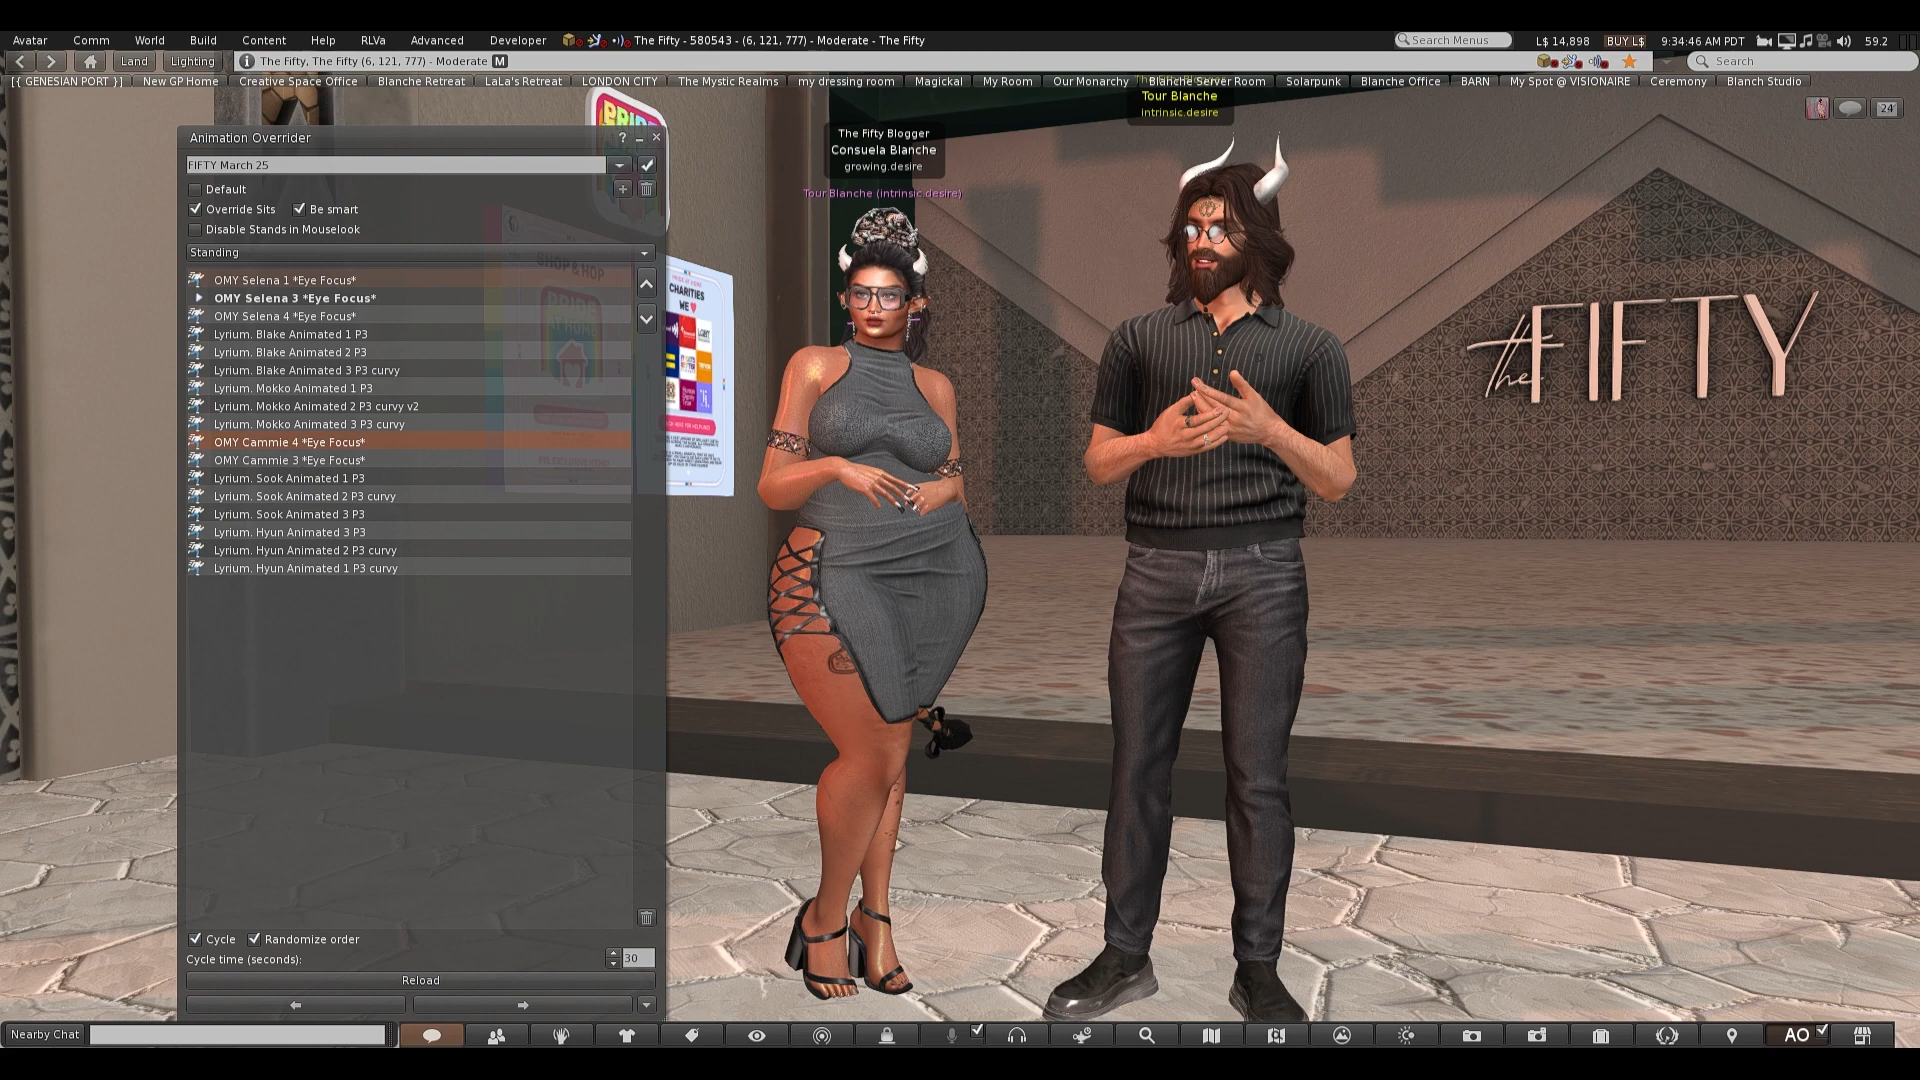 Avatar Comm World Build Content Help RLVa Advanced Developer The Fifty - 580543 - (6, 121, 777) - Moderate - The Fifty Search Menus L$ 14,898 BUY L$ 9:34:46 AM PDT 59.2
Land Lighting The Fifty, The Fifty (6, 121, 777) - Moderate M Search
[{ GENESIAN PORT }] New GP Home Creative Space Office Blanche Retreat LaLa's Retreat LONDON CITY The Mystic Realms my dressing room Magickal My Room Our Monarchy Blanche Server Room Solarpunk Blanche Office BARN My Spot @ VISIONAIRE Ceremony Blanch Studio
24
Tour Blanche
intrinsic.desire
The Fifty Blogger
Consuela Blanche
growing.desire
Tour Blanche (intrinsic.desire)
PRIDE
Animation Overrider ?
FIFTY March 25
Default
Override Sits Be smart
Disable Stands in Mouselook
Standing
OMY Selena 1 *Eye Focus*
OMY Selena 3 *Eye Focus*
OMY Selena 4 *Eye Focus*
Lyrium. Blake Animated 1 P3
Lyrium. Blake Animated 2 P3
Lyrium. Blake Animated 3 P3 curvy
Lyrium. Mokko Animated 1 P3
Lyrium. Mokko Animated 2 P3 curvy v2
Lyrium. Mokko Animated 3 P3 curvy
OMY Cammie 4 *Eye Focus*
OMY Cammie 3 *Eye Focus*
Lyrium. Sook Animated 1 P3
Lyrium. Sook Animated 2 P3 curvy
Lyrium. Sook Animated 3 P3
Lyrium. Hyun Animated 3 P3
Lyrium. Hyun Animated 2 P3 curvy
Lyrium. Hyun Animated 1 P3 curvy
Cycle Randomize order
Cycle time (seconds): 30
Reload
SHOP & HOP
PRIDE
AT HOME
CHARITIES
WE
the FIFTY
Nearby Chat
AO